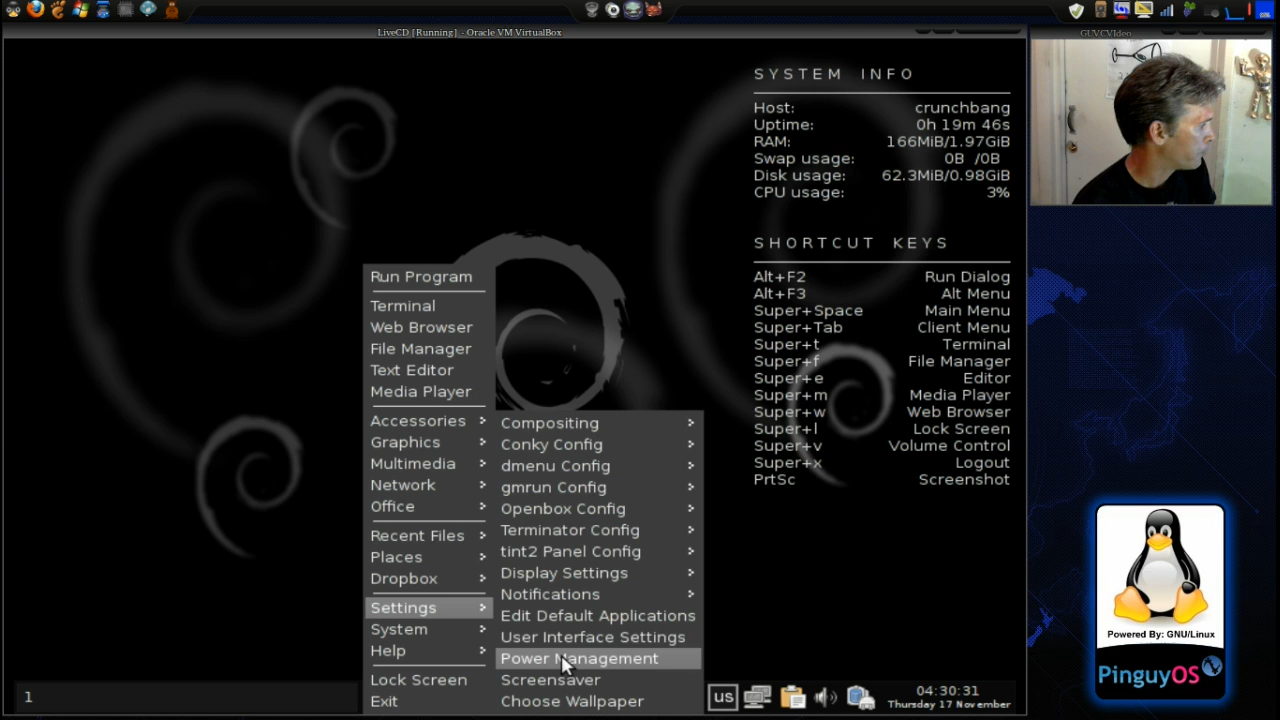 LiveCD [Running] - Oracle VM VirtualBox
GUVCVideo
SYSTEM INFO
Host: crunchbang
Uptime: 0h 19m 46s
RAM: 166MiB/1.97GiB
Swap usage: 0B /0B
Disk usage: 62.3MiB/0.98GiB
CPU usage: 3%
SHORTCUT KEYS
Alt+F2 Run Dialog
Alt+F3 Alt Menu
Super+Space Main Menu
Super+Tab Client Menu
Super+t Terminal
Super+f File Manager
Super+e Editor
Super+m Media Player
Super+w Web Browser
Super+l Lock Screen
Super+v Volume Control
Super+x Logout
PrtSc Screenshot
Run Program
Terminal
Web Browser
File Manager
Text Editor
Media Player
Accessories
Graphics
Multimedia
Network
Office
Recent Files
Places
Dropbox
Settings
System
Help
Lock Screen
Exit
Compositing
Conky Config
dmenu Config
gmrun Config
Openbox Config
Terminator Config
tint2 Panel Config
Display Settings
Notifications
Edit Default Applications
User Interface Settings
Power Management
Screensaver
Choose Wallpaper
1
us
04:30:31
Thursday 17 November
Powered By: GNU/Linux
PinguyOS